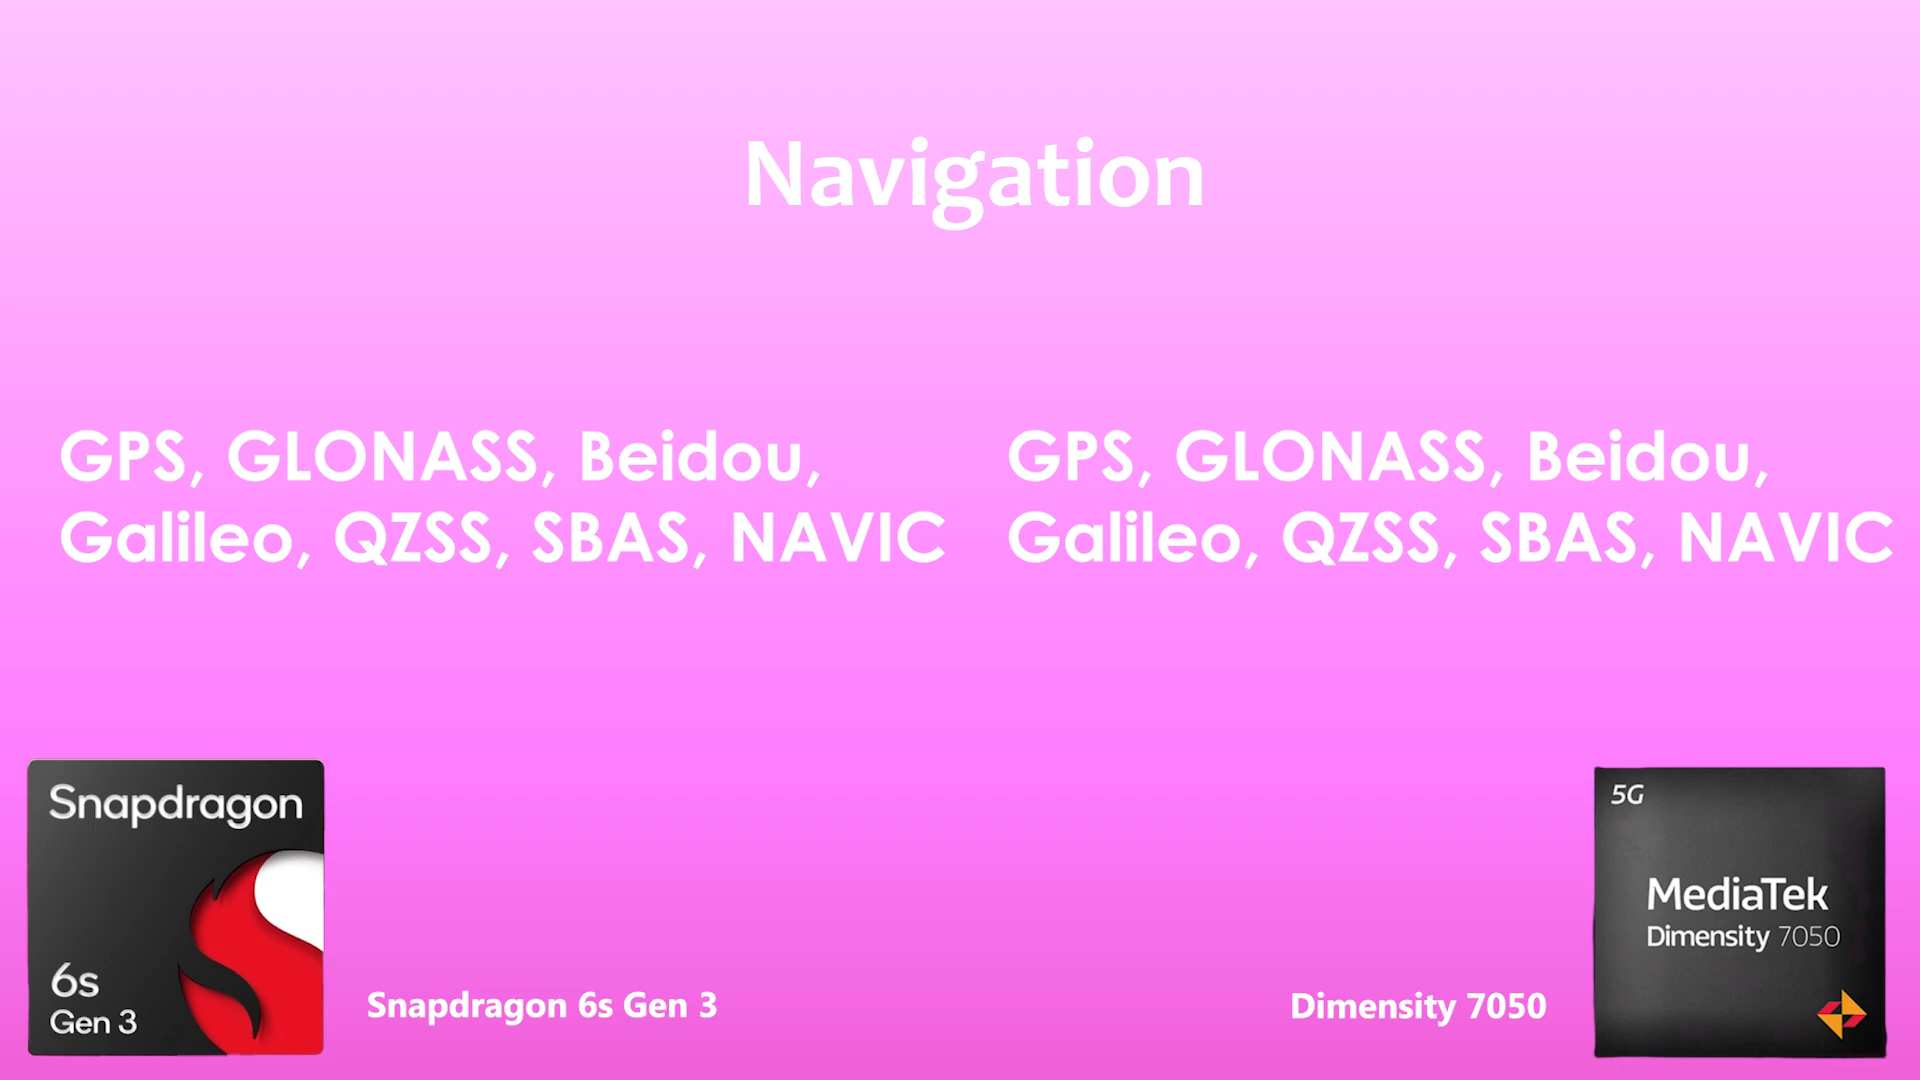 Navigation
GPS, GLONASS, Beidou,
Galileo, QZSS, SBAS, NAVIC
GPS, GLONASS, Beidou,
Galileo, QZSS, SBAS, NAVIC
Snapdragon
6s
Gen 3
Snapdragon 6s Gen 3
Dimensity 7050
5G
MediaTek
Dimensity 7050